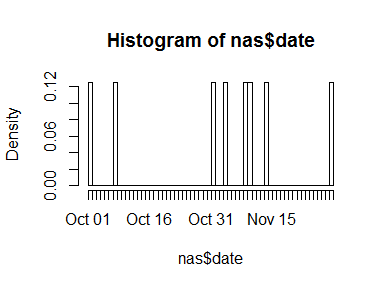 Histogram of nas$date
Density
0.12
0.06
0.00
Oct 01 Oct 16 Oct 31 Nov 15
nas$date